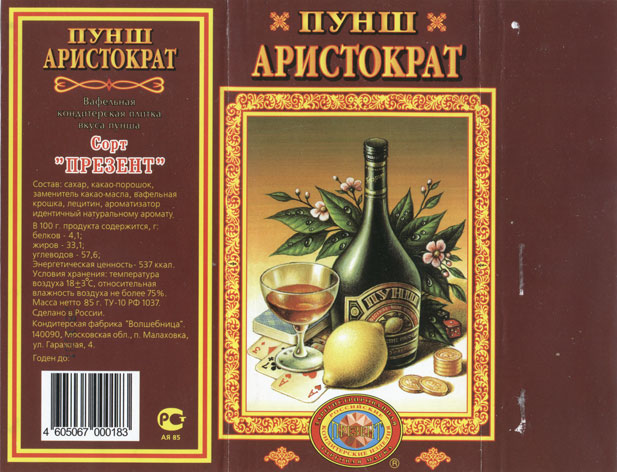 ПУНШ
АРИСТОКРАТ
Вафельная
кондитерская плитка
вкуса пунша
Сорт
"ПРЕЗЕНТ"
Состав: сахар, какао-порошок,
заменитель какао-масла, вафельная
крошка, лецитин, ароматизатор
идентичный натуральному аромату.
В 100 г. продукта содержится, г:
белков - 4,1;
жиров - 33,1;
углеводов - 57,6;
Энергетическая ценность- 537 ккал.
Условия хранения: температура
воздуха 18±3°С, относительная
влажность воздуха не более 75%.
Масса нетто 85 г. ТУ-10 РФ 1037.
Сделано в России.
Кондитерская фабрика "Волшебница".
140090, Московская обл., п. Малаховка,
ул. Гаражная, 4.
Годен до:
4 605067 000183
РС
АЯ 85
ПУНШ
АРИСТОКРАТ
ПУНШ
РОССИЙСКИЕ
КОНДИТЕРСКИЕ ИЗДЕЛИЯ
®